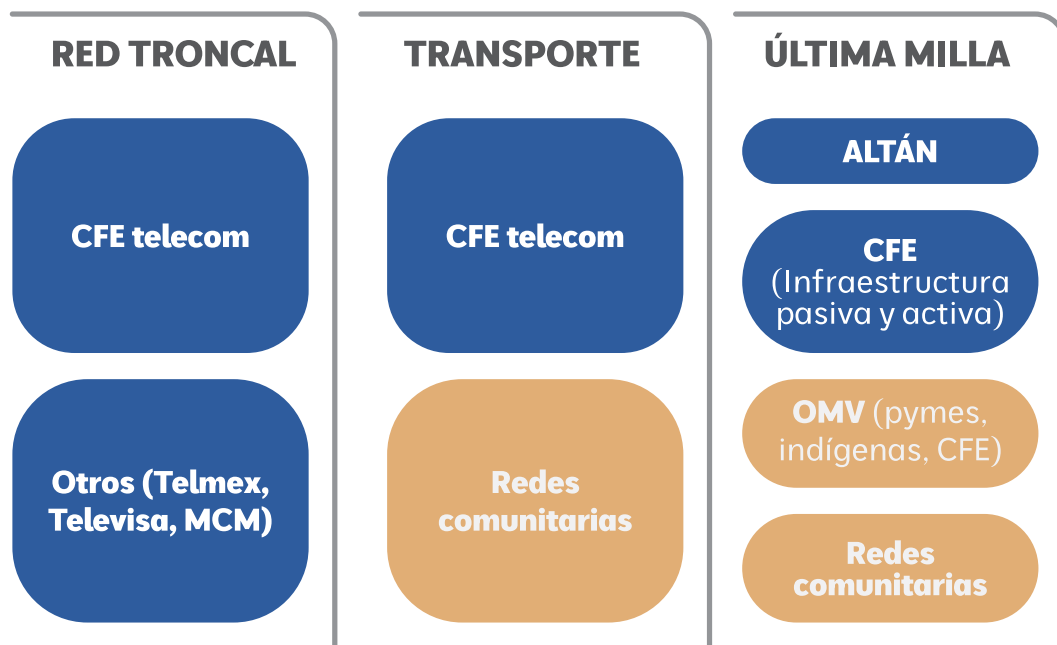 RED TRONCAL
CFE telecom
Otros (Telmex,
Televisa, MCM)
TRANSPORTE
CFE telecom
Redes
comunitarias
ÚLTIMA MILLA
ALTÁN
CFE
(Infraestructura
pasiva y activa)
OMV (pymes,
indígenas, CFE)
Redes
comunitarias